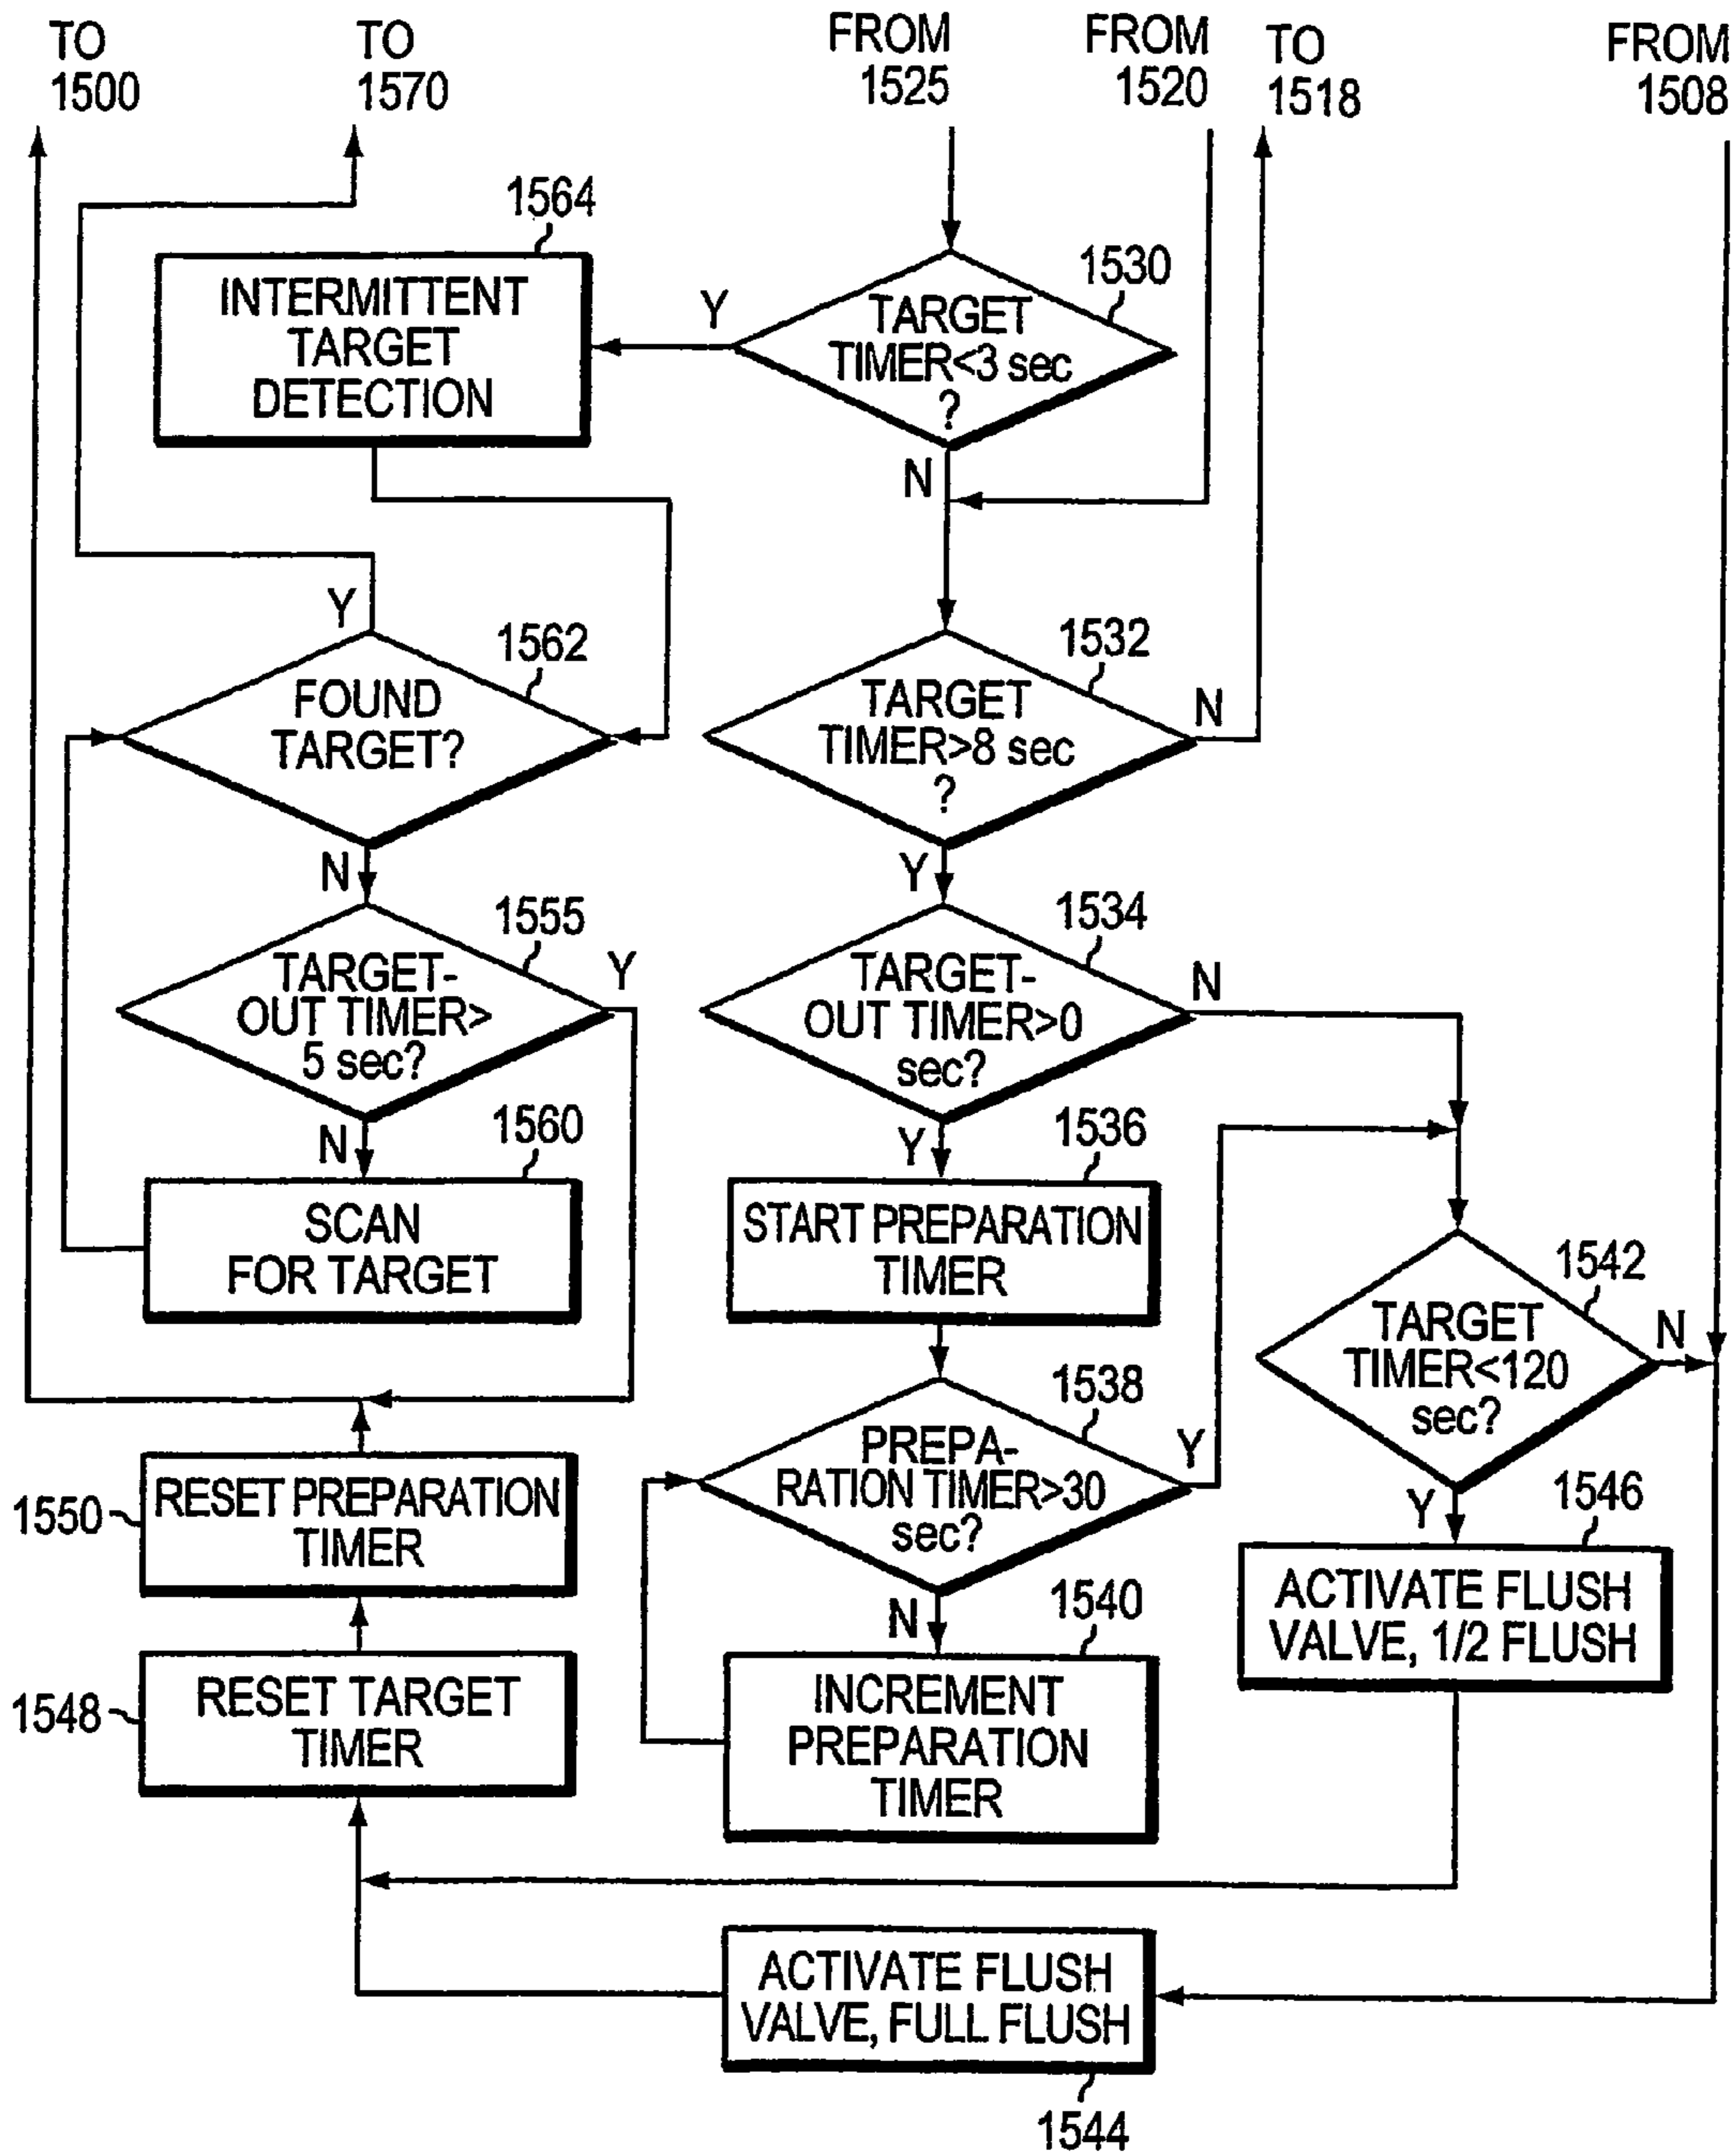 TO
1500
TO
1570
FROM
1525
FROM
1520
TO
1518
FROM
1508
1564
INTERMITTENT
TARGET
DETECTION
Y
1530
TARGET
TIMER<3 sec
?
N
Y
1562
FOUND
TARGET?
N
1532
TARGET
TIMER>8 sec
?
N
Y
1555
TARGET-
OUT TIMER>
5 sec?
Y
N
1534
TARGET-
OUT TIMER>0
sec?
N
Y
1560
SCAN
FOR TARGET
1536
START PREPARATION
TIMER
1542
TARGET
TIMER<120
sec?
N
Y
1538
PREPA-
RATION TIMER>30
sec?
Y
N
1550
RESET PREPARATION
TIMER
1546
ACTIVATE FLUSH
VALVE, 1/2 FLUSH
1540
INCREMENT
PREPARATION
TIMER
1548
RESET TARGET
TIMER
ACTIVATE FLUSH
VALVE, FULL FLUSH
1544